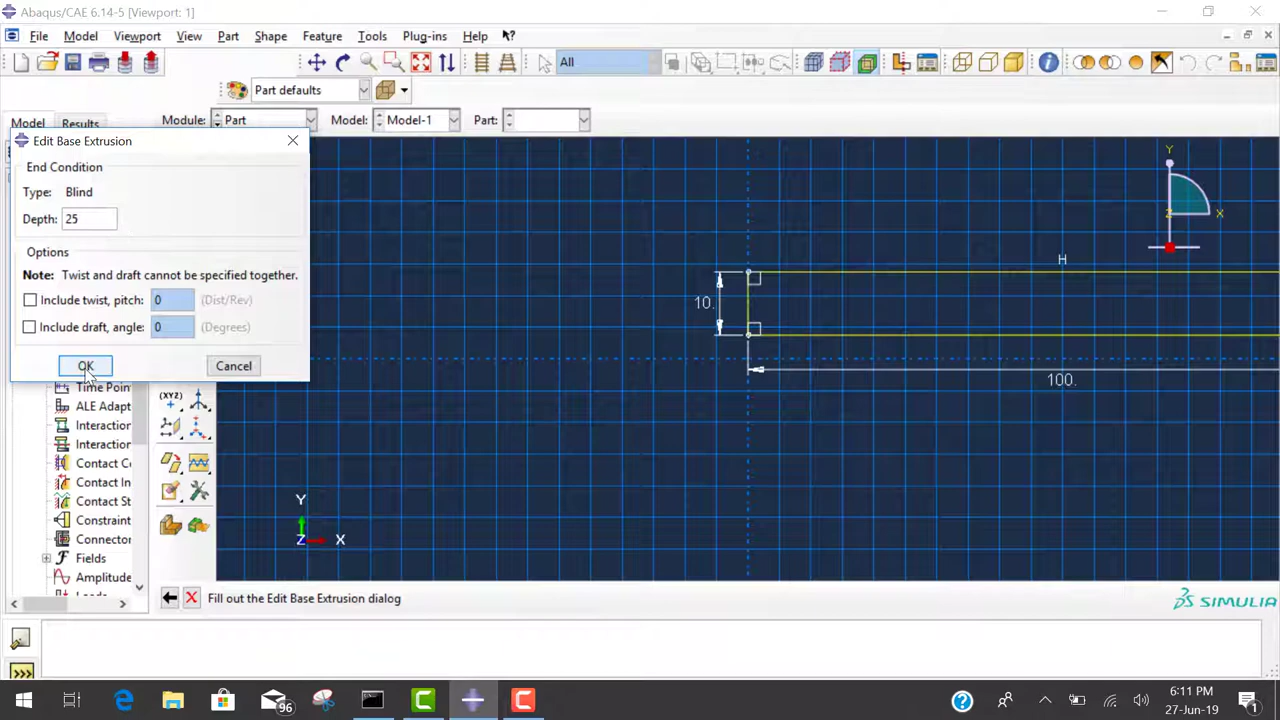 Abaqus/CAE 6.14-5 [Viewport: 1]
File Model Viewport View Part Shape Feature Tools Plug-ins Help
All
Part defaults
Model Results Module: Part Model: Model-1 Part:
Edit Base Extrusion
End Condition
Type: Blind
Depth: 25
Options
Note: Twist and draft cannot be specified together.
Include twist, pitch: 0 (Dist/Rev)
Include draft, angle: 0 (Degrees)
OK Cancel
Time Poin
ALE Adapt
Interaction
Interaction
Contact Co
Contact In
Contact St
Constraint
Connector
Fields
Amplitude
(XYZ)
Y
Z X
H
10.
100.
Y
Z X
Fill out the Edit Base Extrusion dialog
SIMULIA
>>>
96
6:11 PM
27-Jun-19
1